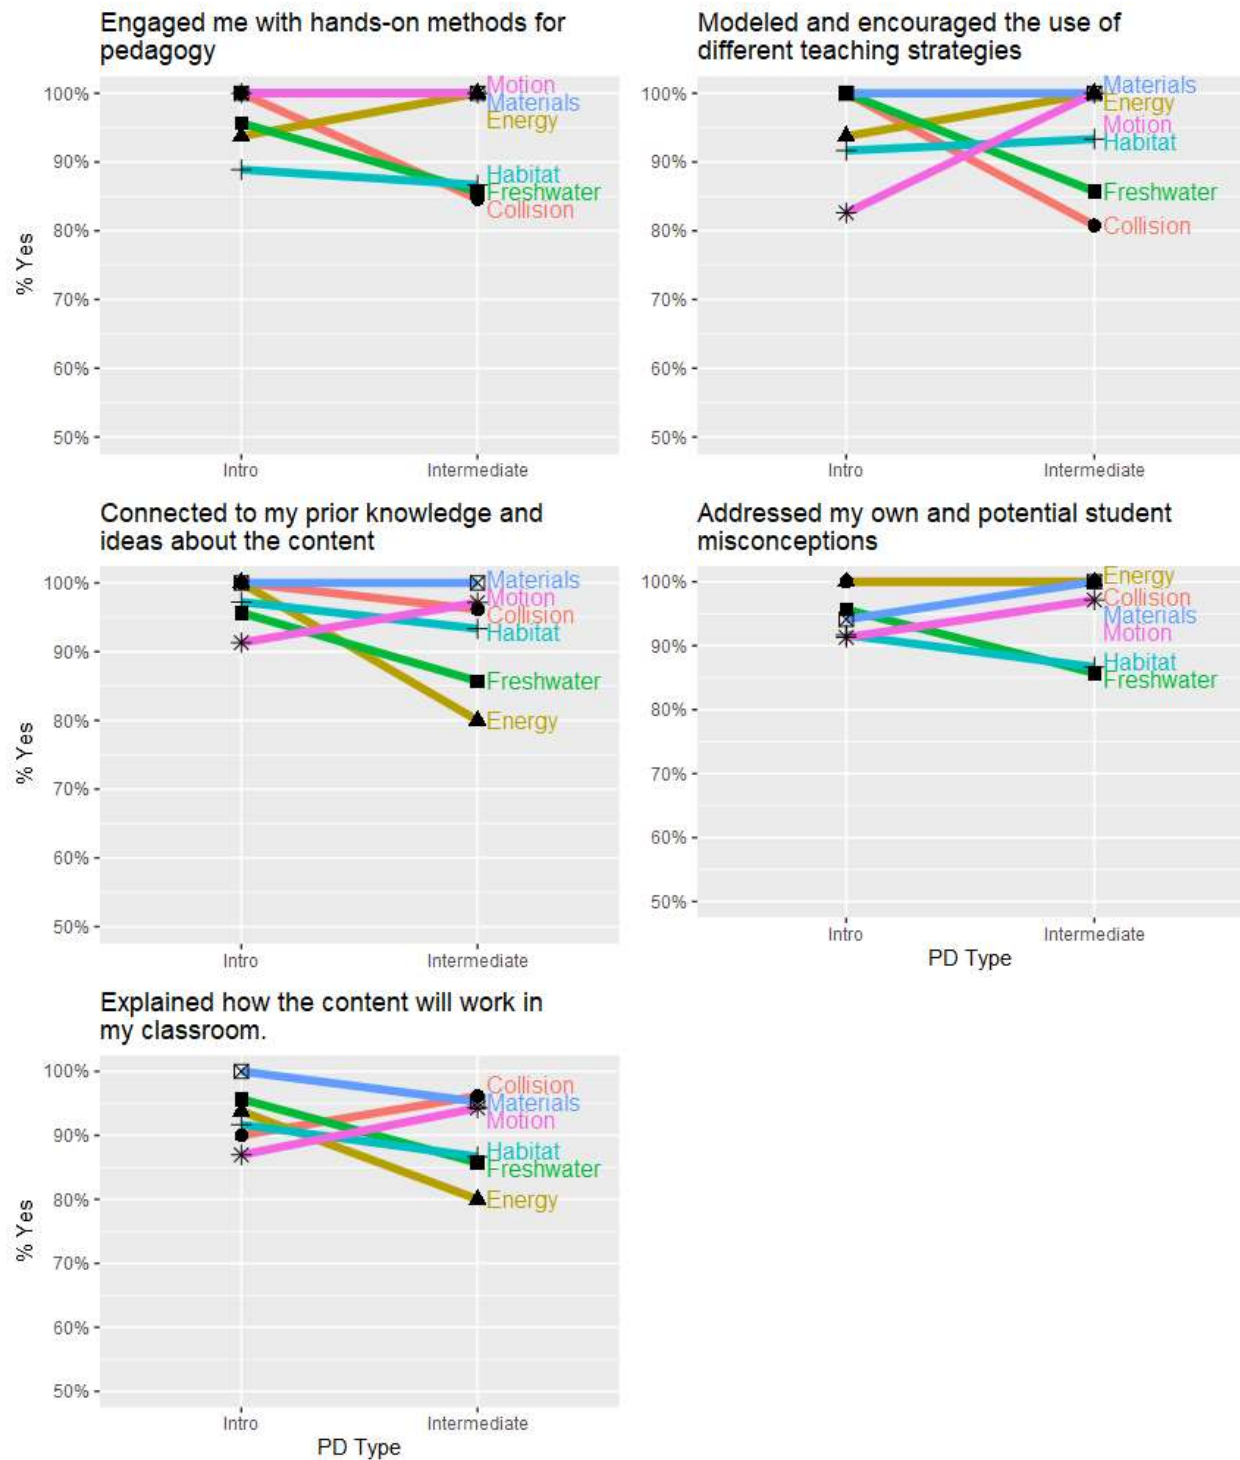 Engaged me with hands-on methods for
pedagogy
100%
90%
80%
70%
60%
50%
% Yes
Motion
Materials
Energy
Habitat
Freshwater
Collision
Intro
Intermediate
Modeled and encouraged the use of
different teaching strategies
100%
90%
80%
70%
60%
50%
Materials
Energy
Motion
Habitat
Freshwater
Collision
Intro
Intermediate
Connected to my prior knowledge and
ideas about the content
100%
90%
80%
70%
60%
50%
% Yes
Materials
Motion
Collision
Habitat
Freshwater
Energy
Intro
Intermediate
Addressed my own and potential student
misconceptions
100%
90%
80%
70%
60%
50%
Energy
Collision
Materials
Motion
Habitat
Freshwater
Intro
Intermediate
PD Type
Explained how the content will work in
my classroom.
100%
90%
80%
70%
60%
50%
% Yes
Collision
Materials
Motion
Habitat
Freshwater
Energy
Intro
Intermediate
PD Type